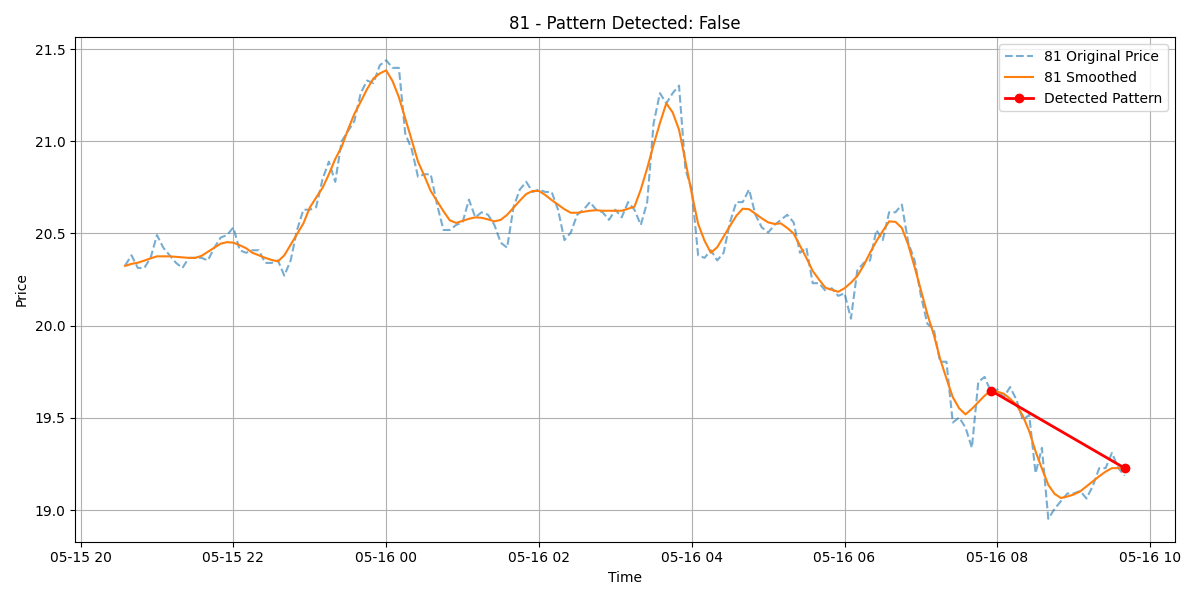 81 - Pattern Detected: False
81 Original Price
81 Smoothed
Detected Pattern
Price
21.5
21.0
20.5
20.0
19.5
19.0
05-15 20
05-15 22
05-16 00
05-16 02
05-16 04
05-16 06
05-16 08
05-16 10
Time